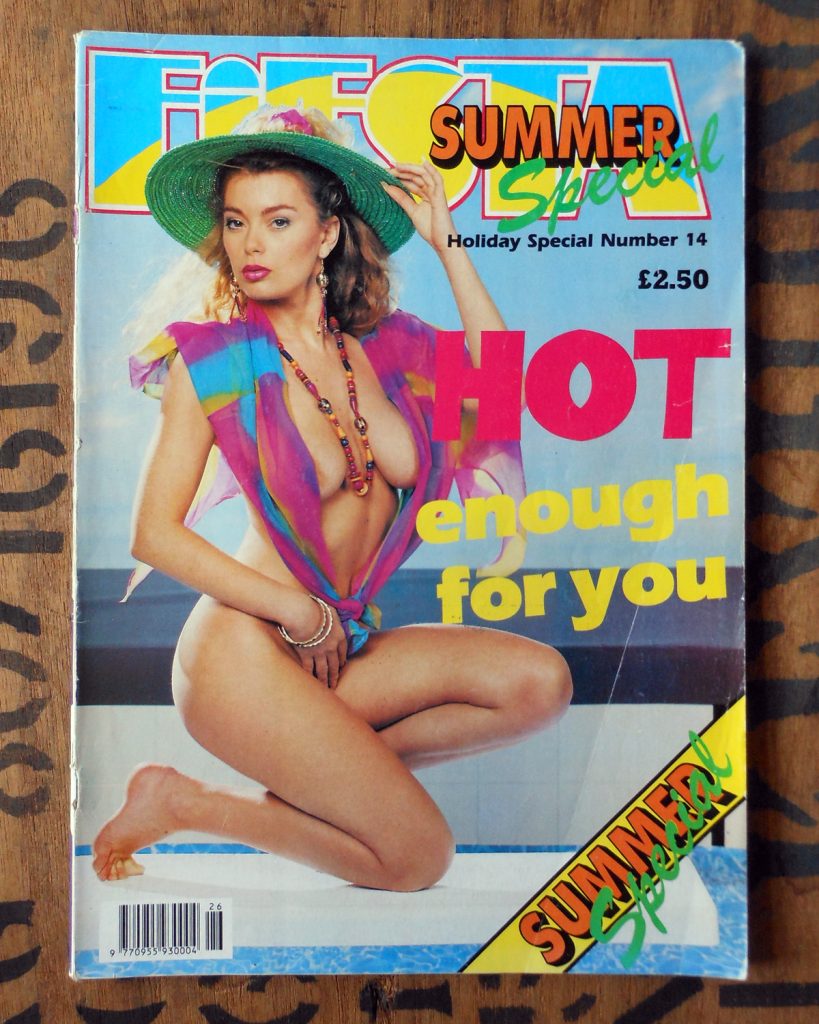 FiESTA
SUMMER
Special
Holiday Special Number 14
£2.50
HOT
enough
for you
SUMMER
Special
26
9 770955 930004